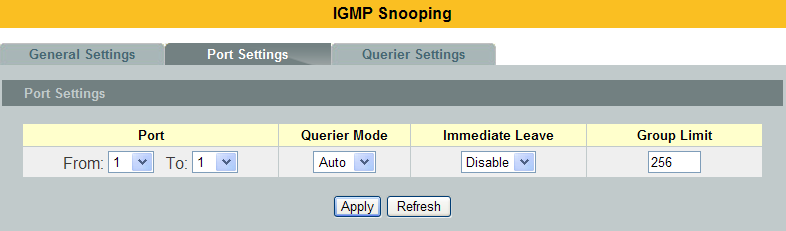 IGMP Snooping
General Settings Port Settings Querier Settings
Port Settings
Port Querier Mode Immediate Leave Group Limit
From: 1 To: 1 Auto Disable 256
Apply Refresh